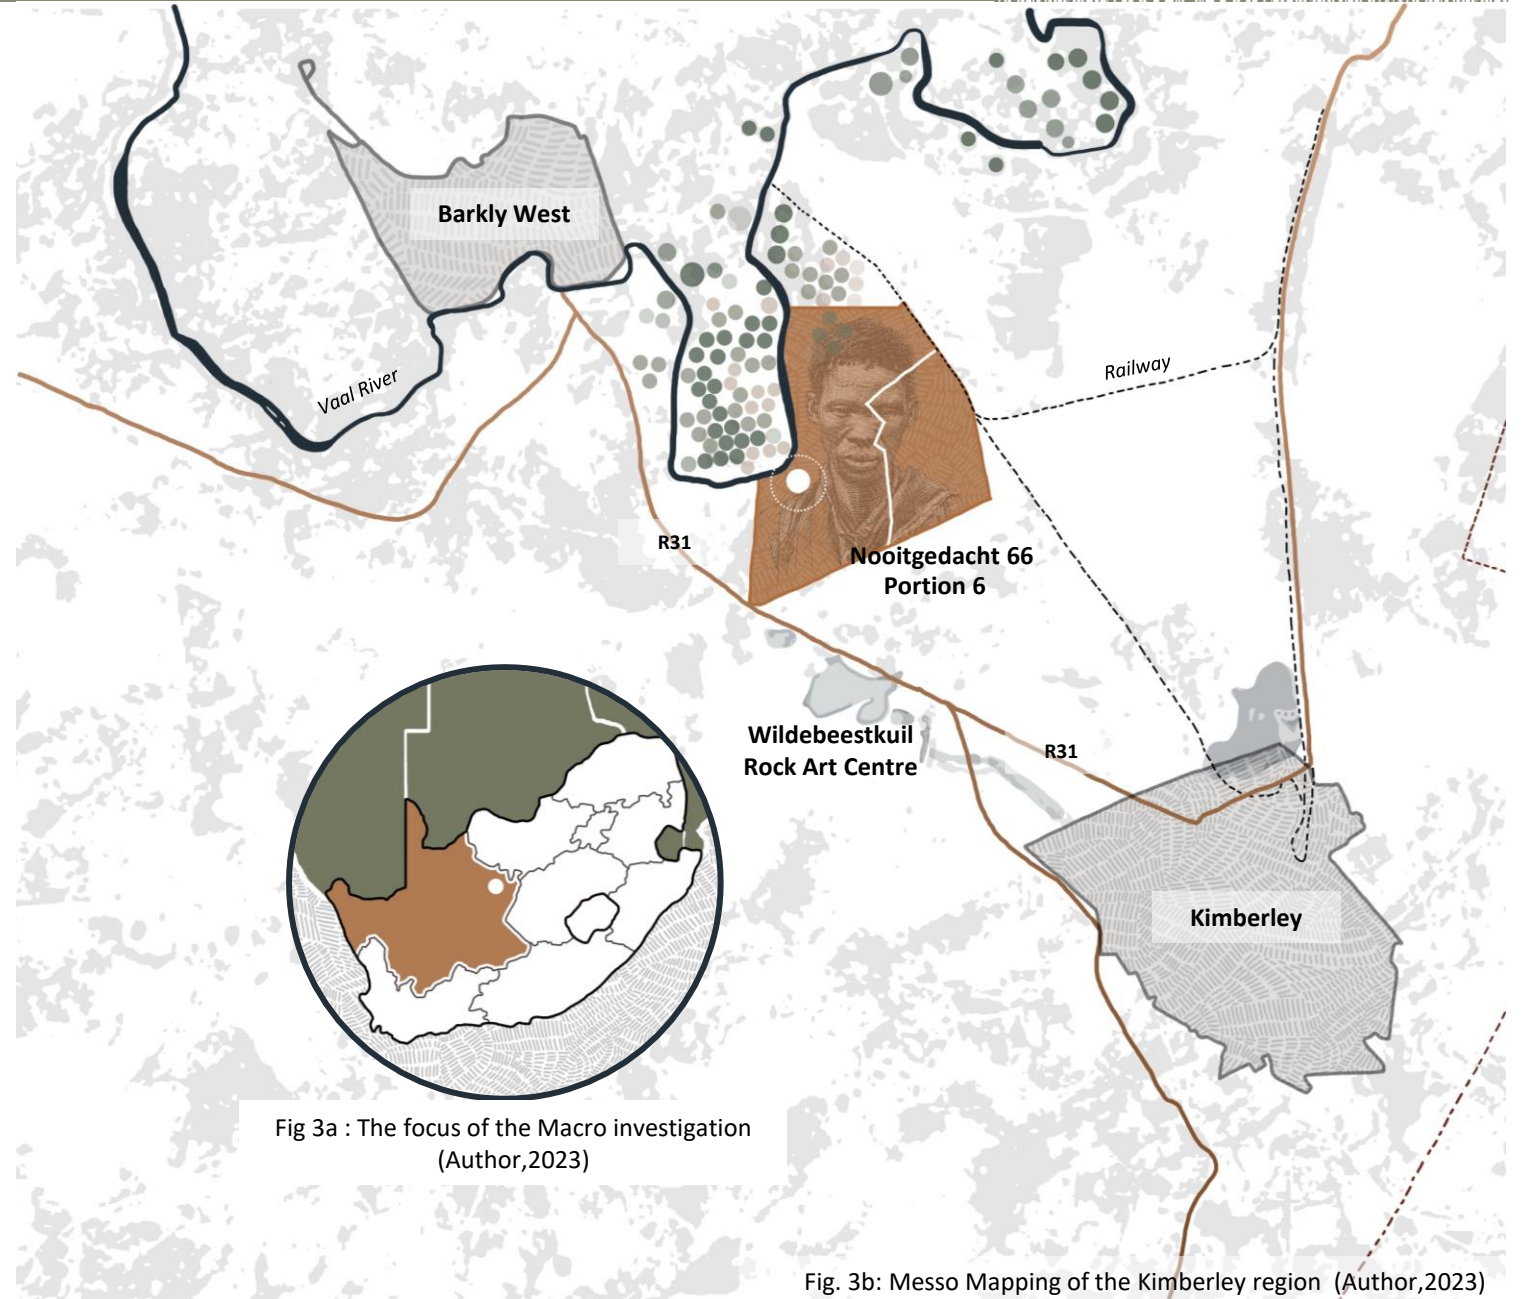 Barkly West
Vaal River
Railway
R31
Nooitgedacht 66
Portion 6
Wildebeestkuil
Rock Art Centre
R31
Kimberley
Fig 3a : The focus of the Macro investigation
(Author,2023)
Fig. 3b: Messo Mapping of the Kimberley region (Author,2023)